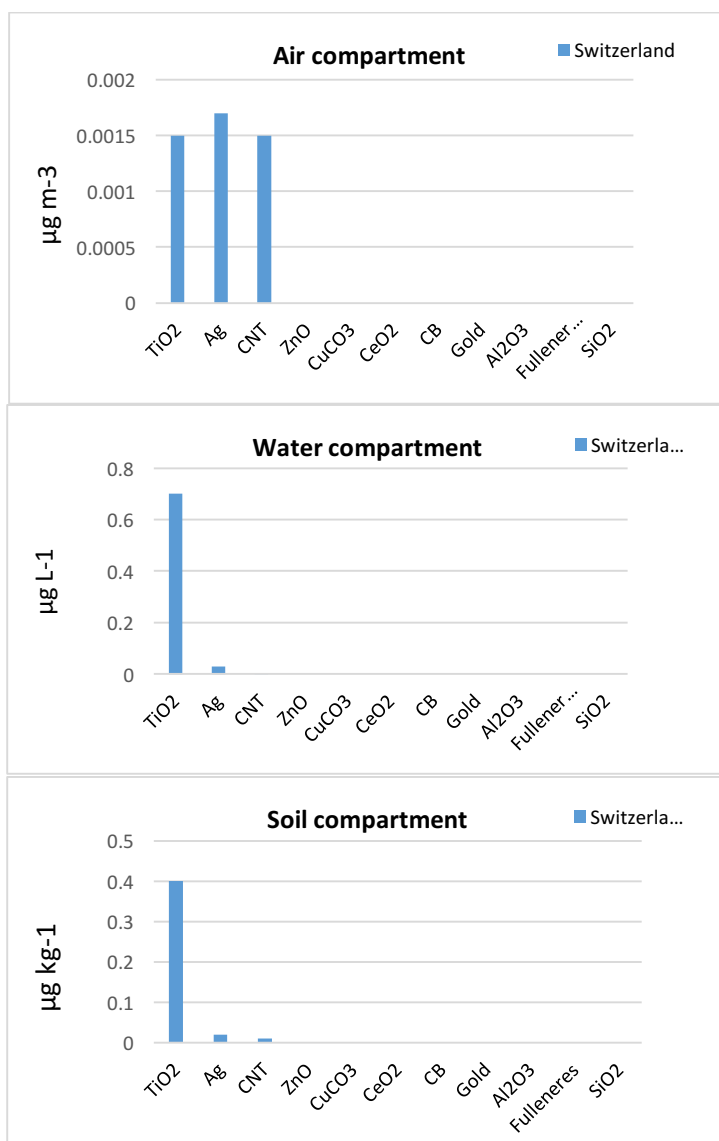 Air compartment
Switzerland
0.002
0.0015
0.001
0.0005
0
µg m-3
TiO2
Ag
CNT
ZnO
CuCO3
CeO2
CB
Gold
Al2O3
Fullener...
SiO2
Water compartment
Switzerla...
0.8
0.6
0.4
0.2
0
µg L-1
TiO2
Ag
CNT
ZnO
CuCO3
CeO2
CB
Gold
Al2O3
Fullener...
SiO2
Soil compartment
Switzerla...
0.5
0.4
0.3
0.2
0.1
0
µg kg-1
TiO2
Ag
CNT
ZnO
CuCO3
CeO2
CB
Gold
Al2O3
Fulleneres
SiO2